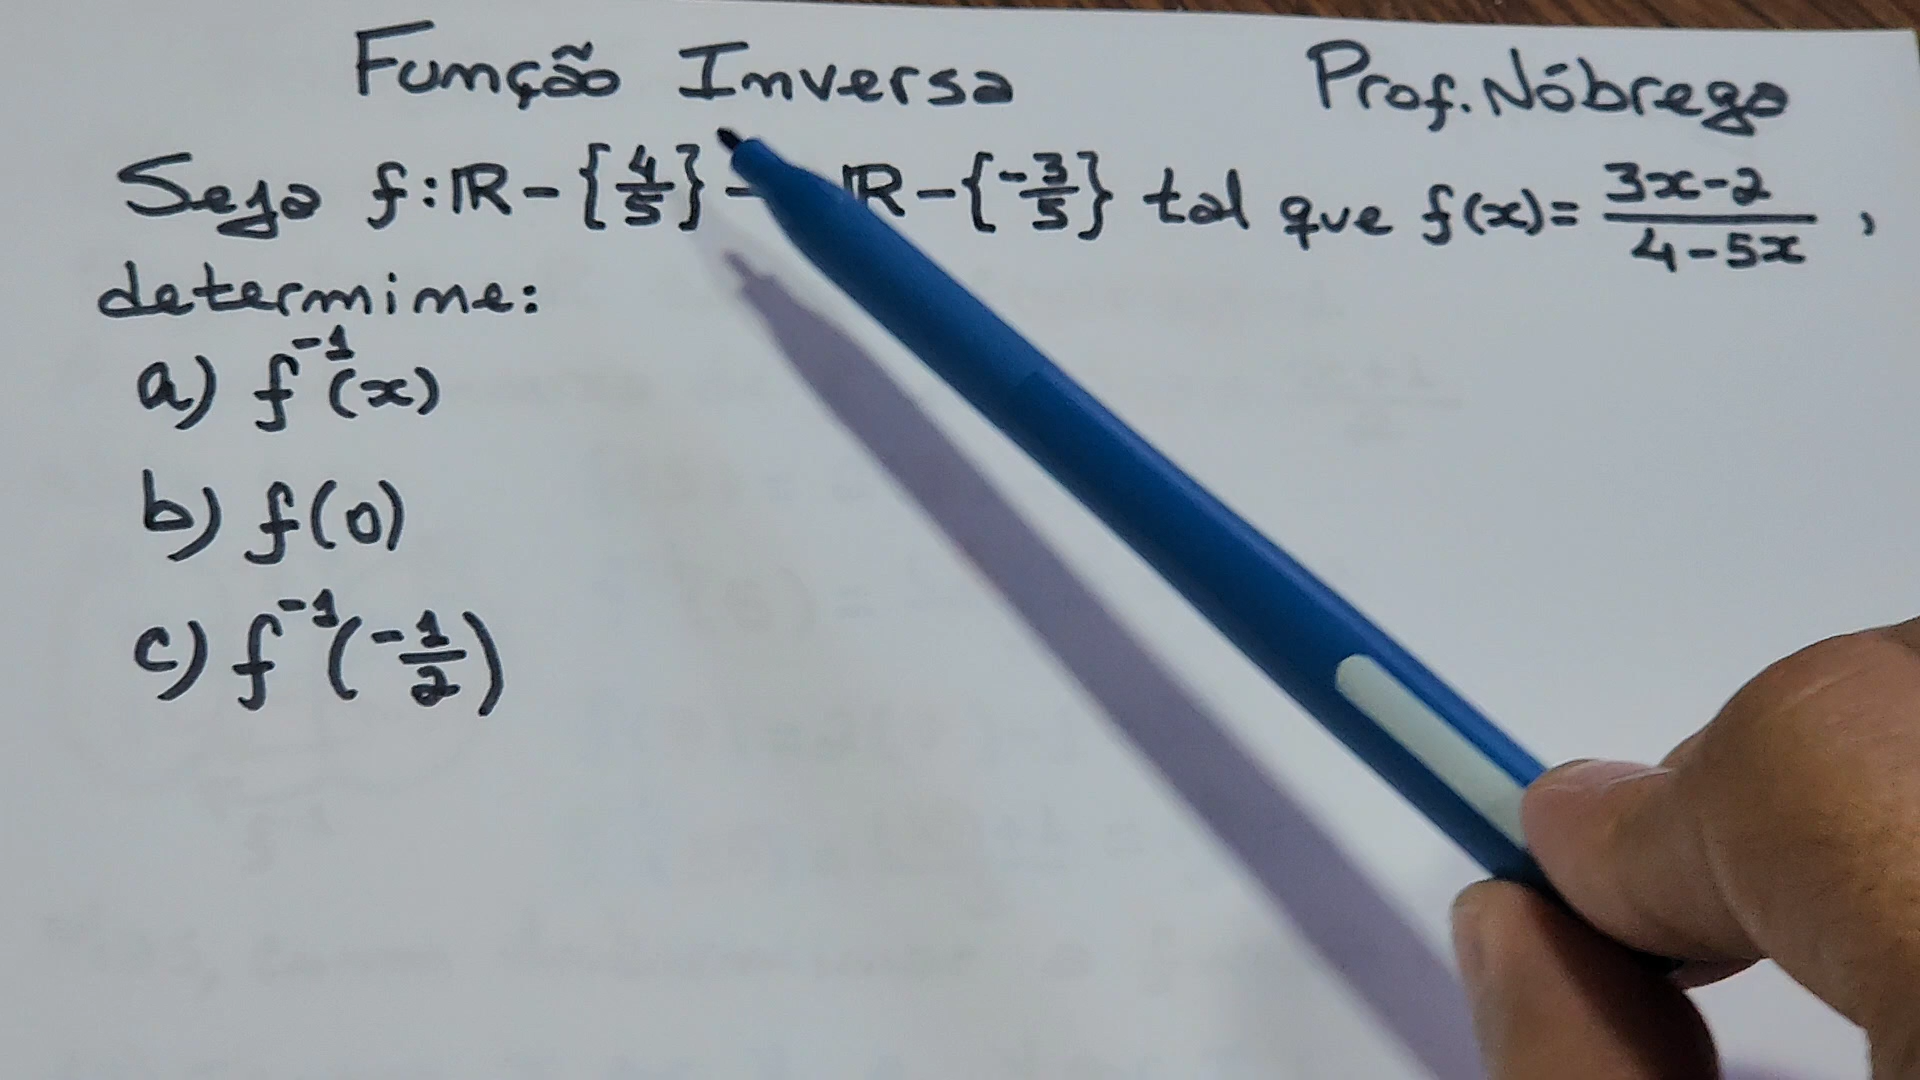 Função Inversa Prof. Nóbrega
Seja f:ℝ-{4/5} - ℝ-{-3/5} tal que f(x)= 3x-2/4-5x ,
determine:
a) f⁻¹(x)
b) f(0)
c) f⁻¹(-1/2)